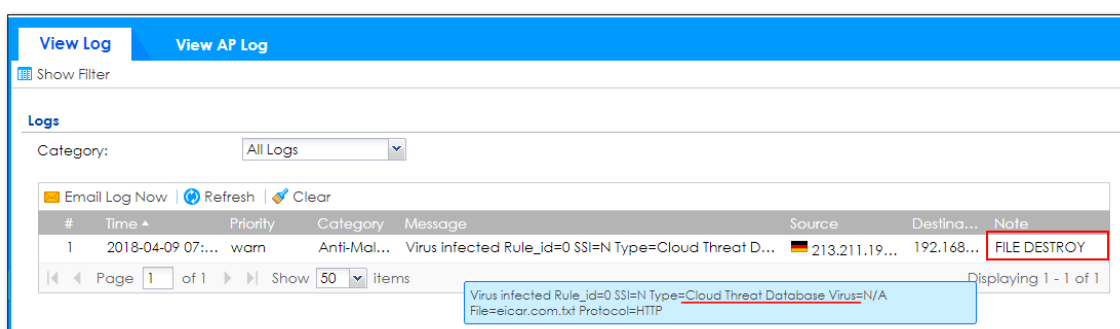 View Log View AP Log
Show Filter
Logs
Category: All Logs
Email Log Now Refresh Clear
# Time Priority Category Message Source Destina... Note
1 2018-04-09 07:... warn Anti-Mal... Virus infected Rule_id=0 SSI=N Type=Cloud Threat D... 213.211.19... 192.168... FILE DESTROY
Page 1 of 1 Show 50 items Displaying 1 - 1 of 1
Virus infected Rule_id=0 SSI=N Type=Cloud Threat Database Virus=N/A
File=eicar.com.txt Protocol=HTTP